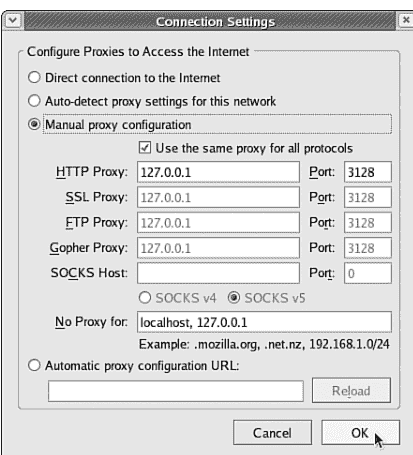 Connection Settings
Configure Proxies to Access the Internet
Direct connection to the Internet
Auto-detect proxy settings for this network
Manual proxy configuration
Use the same proxy for all protocols
HTTP Proxy: 127.0.0.1 Port: 3128
SSL Proxy: 127.0.0.1 Port: 3128
FTP Proxy: 127.0.0.1 Port: 3128
Gopher Proxy: 127.0.0.1 Port: 3128
SOCKS Host: Port: 0
SOCKS v4 SOCKS v5
No Proxy for: localhost, 127.0.0.1
Example: .mozilla.org, .net.nz, 192.168.1.0/24
Automatic proxy configuration URL:
Reload
Cancel OK